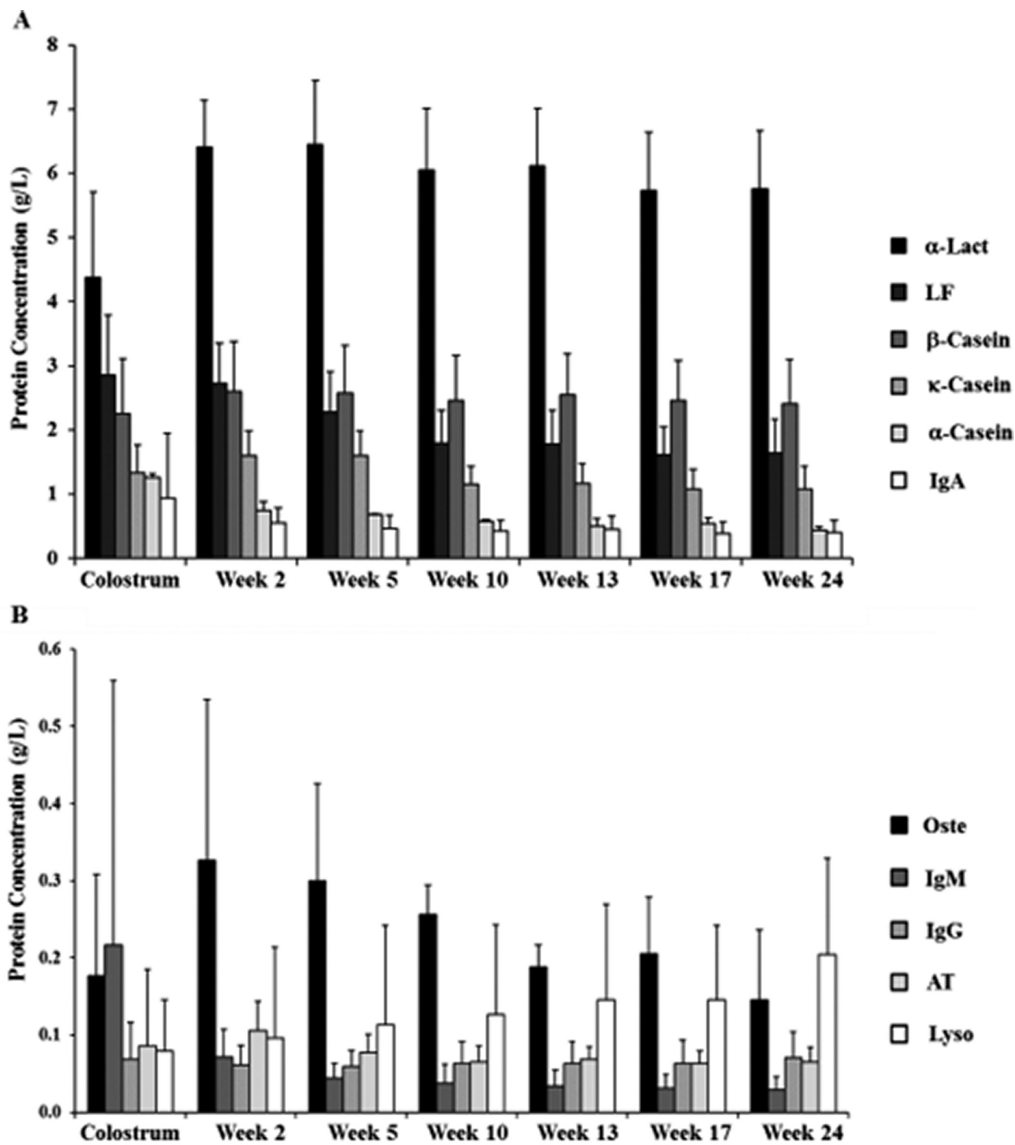 A
Protein Concentration (g/L)
8
7
6
5
4
3
2
1
0
Colostrum Week 2 Week 5 Week 10 Week 13 Week 17 Week 24
α-Lact
LF
β-Casein
κ-Casein
α-Casein
IgA
B
Protein Concentration (g/L)
0.6
0.5
0.4
0.3
0.2
0.1
0.0
Colostrum Week 2 Week 5 Week 10 Week 13 Week 17 Week 24
Oste
IgM
IgG
AT
Lyso